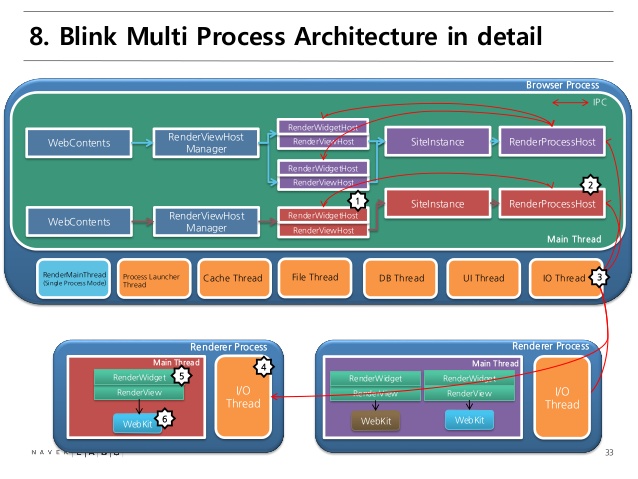 8. Blink Multi Process Architecture in detail
Browser Process
IPC
WebContents
RenderViewHost
Manager
RenderWidgetHost
RenderViewHost
RenderWidgetHost
RenderViewHost
SiteInstance
RenderProcessHost
WebContents
RenderViewHost
Manager
1
RenderWidgetHost
RenderViewHost
SiteInstance
2
RenderProcessHost
Main Thread
RenderMainThread
(Single Process Mode)
Process Launcher
Thread
Cache Thread
File Thread
DB Thread
UI Thread
IO Thread
3
Renderer Process
Main Thread
RenderWidget
5
RenderView
WebKit
6
4
I/O
Thread
Renderer Process
Main Thread
RenderWidget
RenderView
WebKit
RenderWidget
RenderView
WebKit
I/O
Thread
NAVER LABS
33